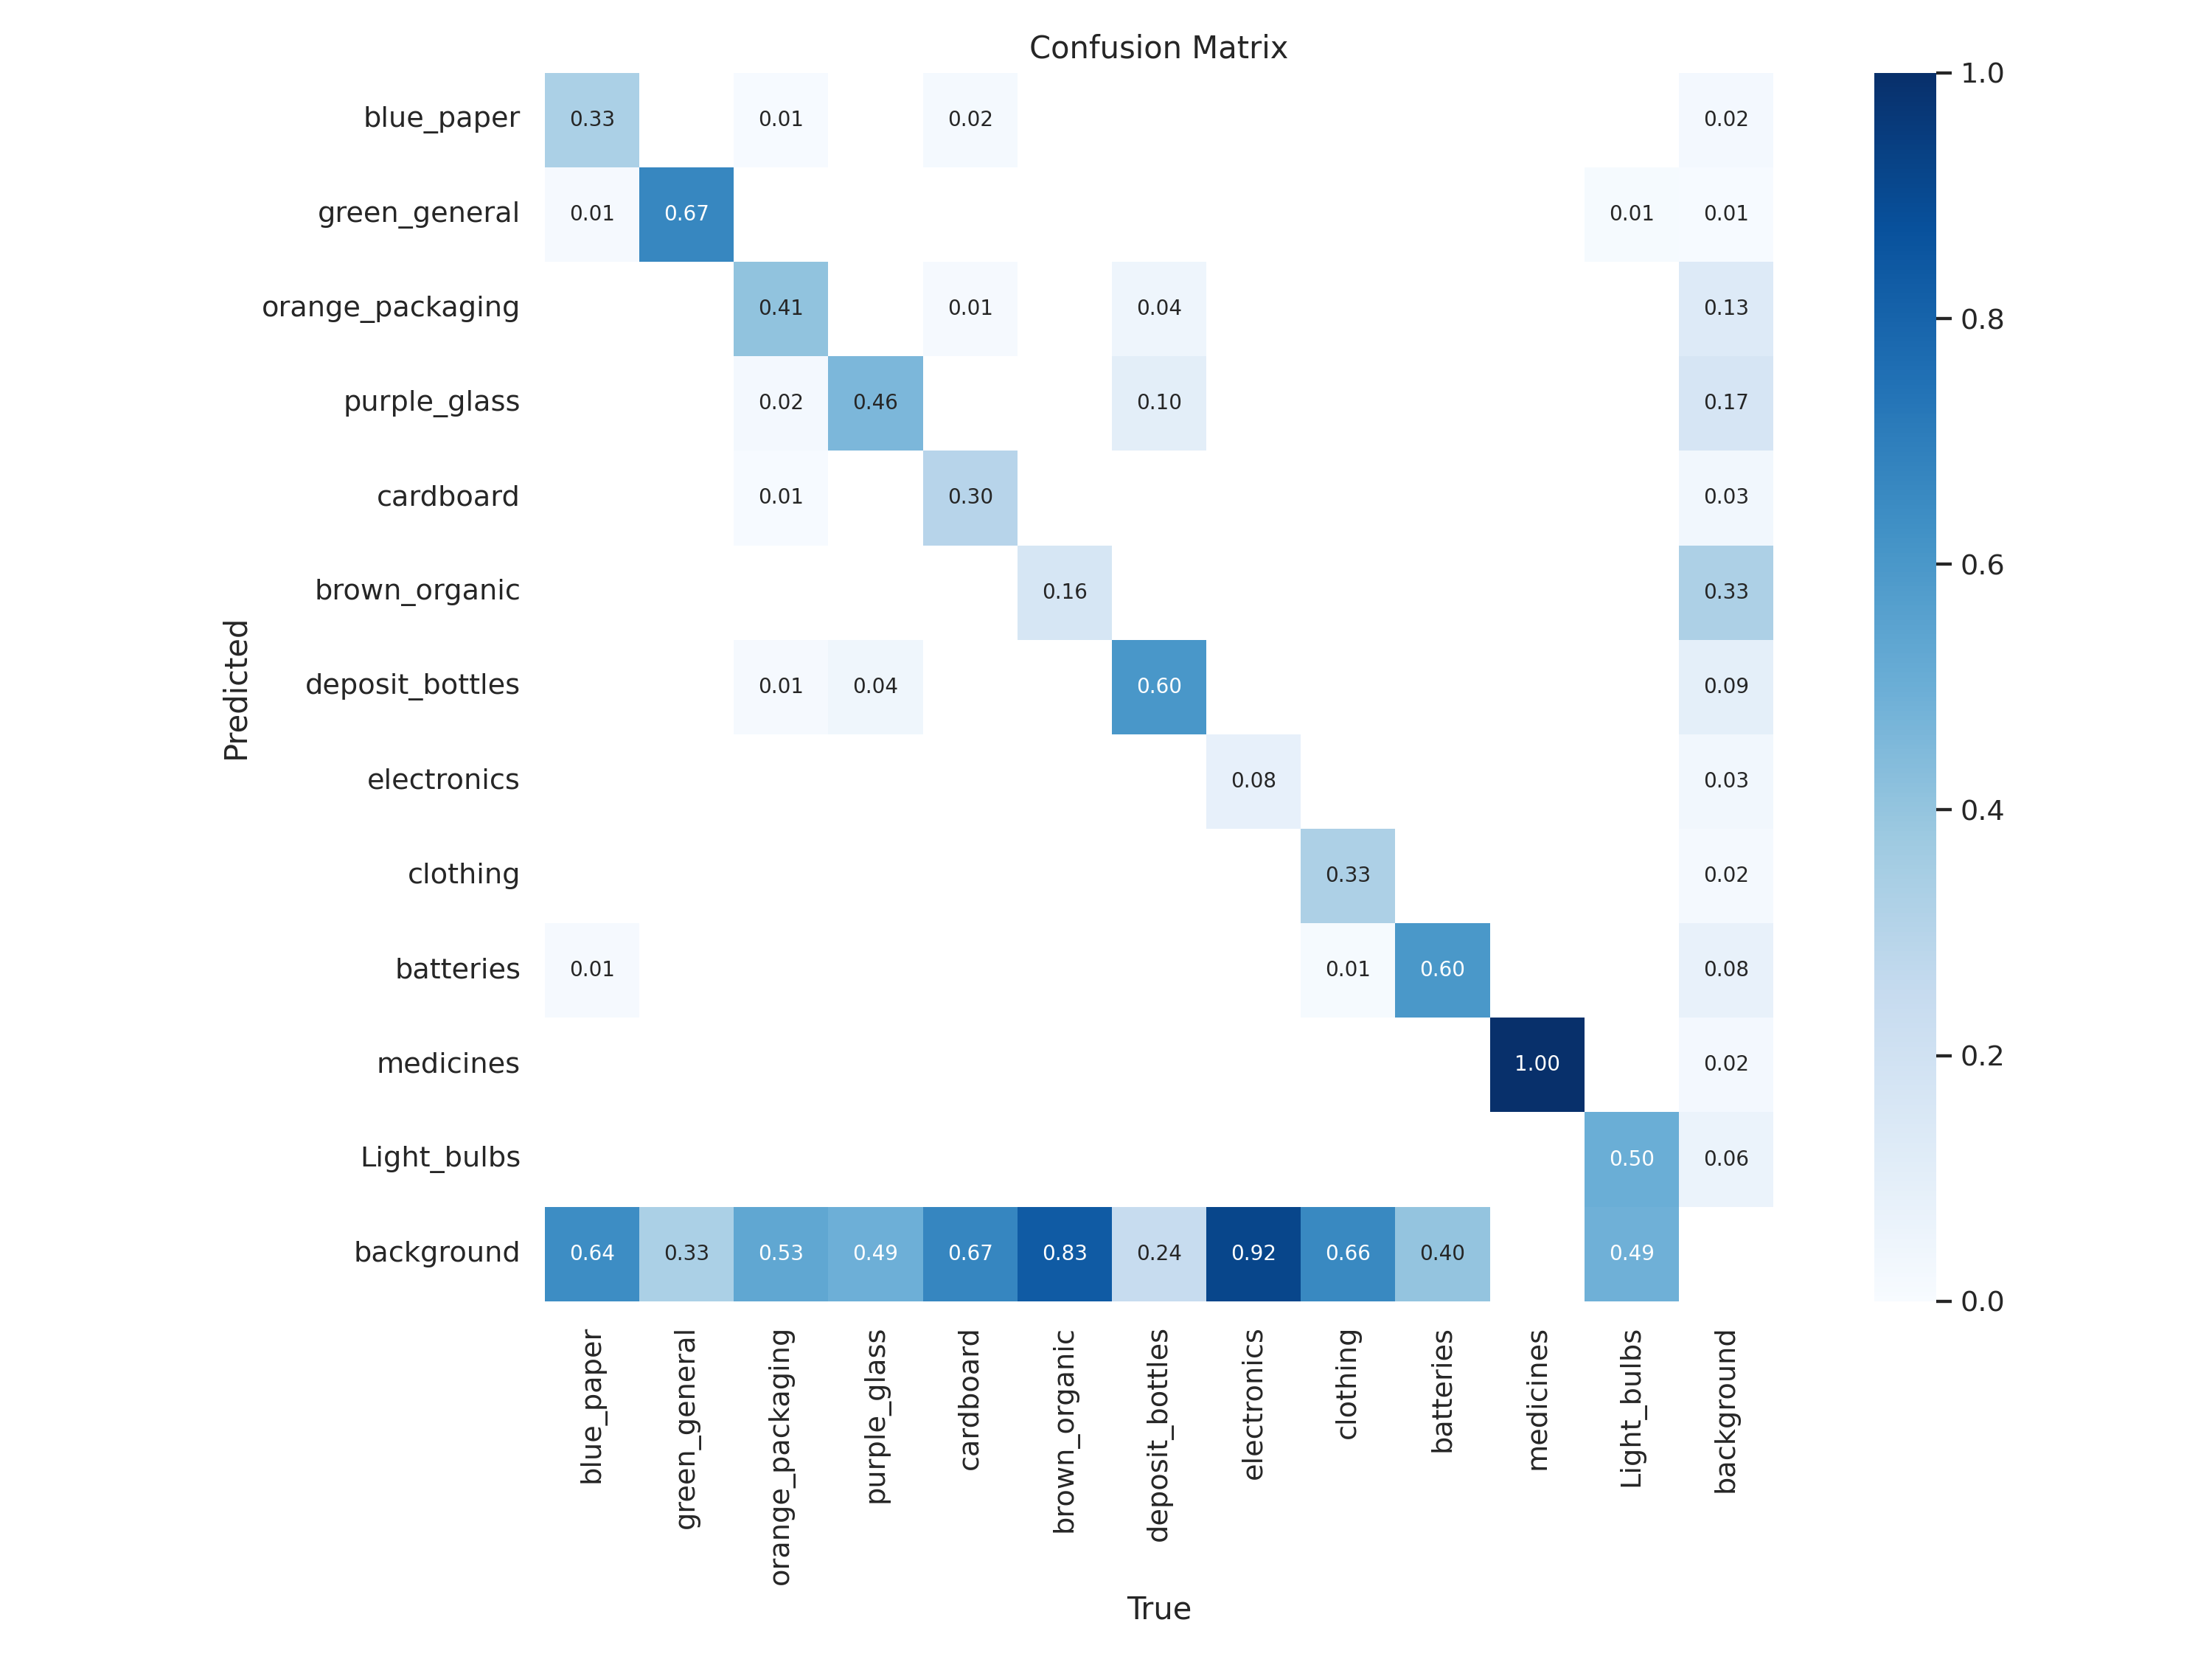 Confusion Matrix
blue_paper 0.33 0.01 0.02 0.02
green_general 0.01 0.67 0.01 0.01
orange_packaging 0.41 0.01 0.04 0.13
purple_glass 0.02 0.46 0.10 0.17
cardboard 0.01 0.30 0.03
brown_organic 0.16 0.33
deposit_bottles 0.01 0.04 0.60 0.09
electronics 0.08 0.03
clothing 0.33 0.02
batteries 0.01 0.01 0.60 0.08
medicines 1.00 0.02
Light_bulbs 0.50 0.06
background 0.64 0.33 0.53 0.49 0.67 0.83 0.24 0.92 0.66 0.40 0.49
Predicted
blue_paper
green_general
orange_packaging
purple_glass
cardboard
brown_organic
deposit_bottles
electronics
clothing
batteries
medicines
Light_bulbs
background
True
1.0
0.8
0.6
0.4
0.2
0.0